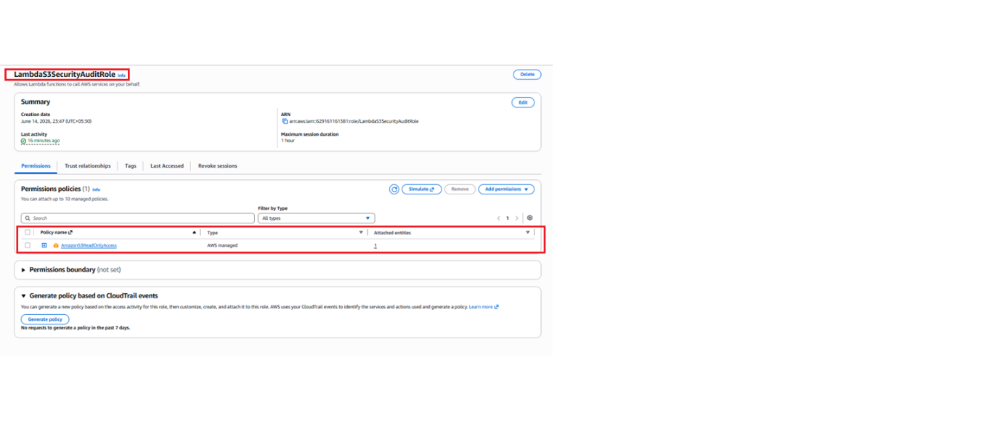 LambdaS3SecurityAuditRole Info
Delete
Allows Lambda functions to call AWS services on your behalf.
Summary
Edit
Creation date
June 14, 2026, 23:47 (UTC+05:30)
ARN
arn:aws:iam::629161161381:role/LambdaS3SecurityAuditRole
Last activity
16 minutes ago
Maximum session duration
1 hour
Permissions
Trust relationships
Tags
Last Accessed
Revoke sessions
Permissions policies (1) Info
Simulate
Remove
Add permissions
You can attach up to 10 managed policies.
Filter by Type
Search
All types
1
Policy name
Type
Attached entities
AmazonS3ReadOnlyAccess
AWS managed
1
Permissions boundary (not set)
Generate policy based on CloudTrail events
You can generate a new policy based on the access activity for this role, then customize, create, and attach it to this role. AWS uses your CloudTrail events to identify the services and actions used and generate a policy. Learn more
Generate policy
No requests to generate a policy in the past 7 days.